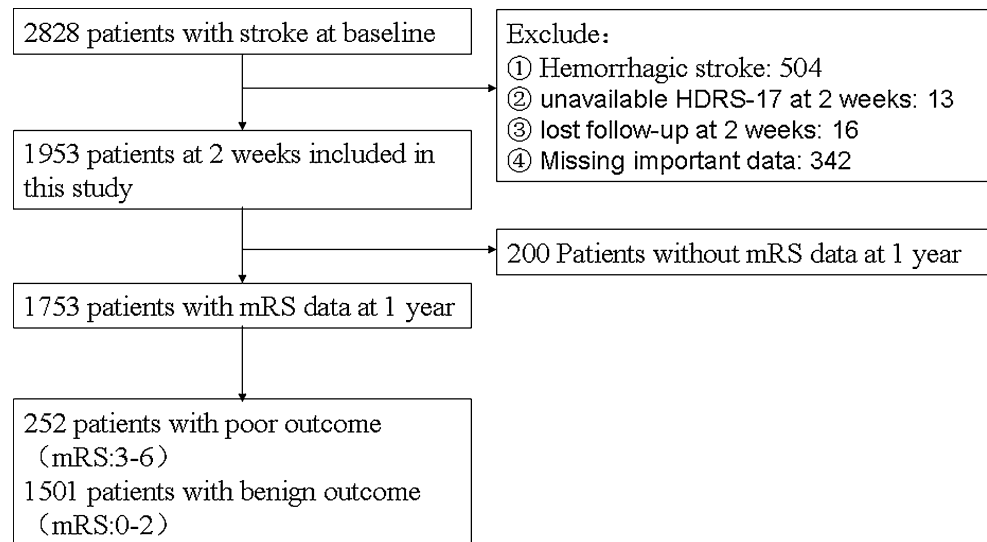 2828 patients with stroke at baseline
Exclude：
① Hemorrhagic stroke: 504
② unavailable HDRS-17 at 2 weeks: 13
③ lost follow-up at 2 weeks: 16
④ Missing important data: 342
1953 patients at 2 weeks included in
this study
200 Patients without mRS data at 1 year
1753 patients with mRS data at 1 year
252 patients with poor outcome
（mRS:3-6）
1501 patients with benign outcome
（mRS:0-2）